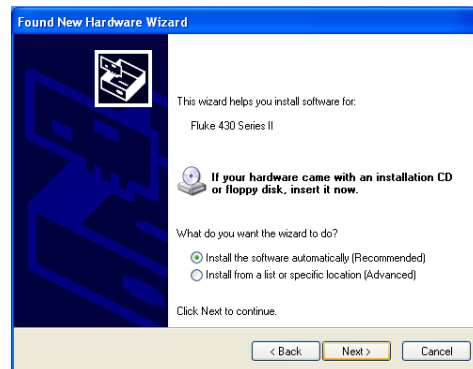 Found New Hardware Wizard
This wizard helps you install software for:
Fluke 430 Series II
If your hardware came with an installation CD
or floppy disk, insert it now.
What do you want the wizard to do?
Install the software automatically (Recommended)
Install from a list or specific location (Advanced)
Click Next to continue.
< Back Next > Cancel